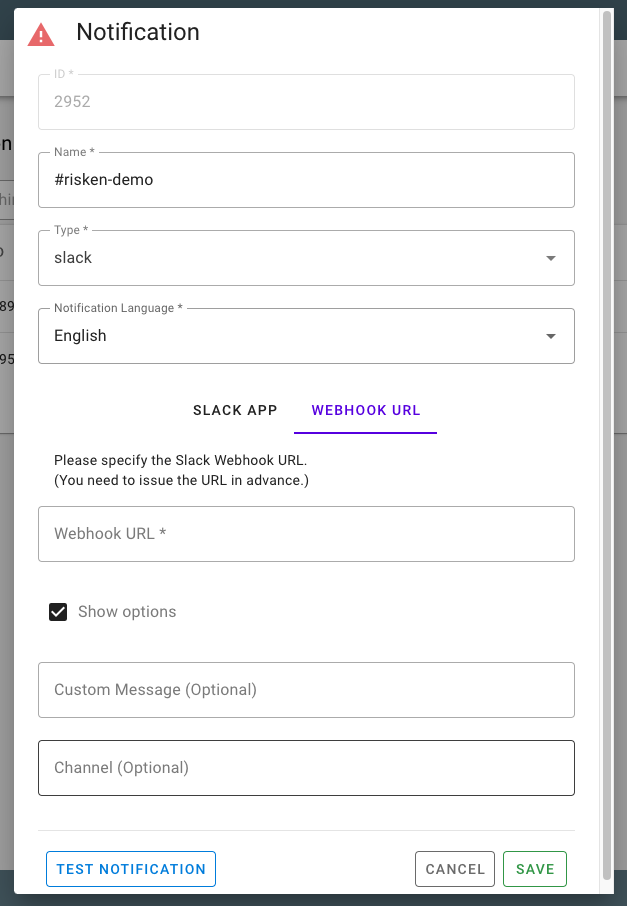 Notification
ID *
2952
Name *
#risken-demo
Type *
slack
Notification Language *
English
SLACK APP
WEBHOOK URL
Please specify the Slack Webhook URL.
(You need to issue the URL in advance.)
Webhook URL *
Show options
Custom Message (Optional)
Channel (Optional)
TEST NOTIFICATION
CANCEL
SAVE